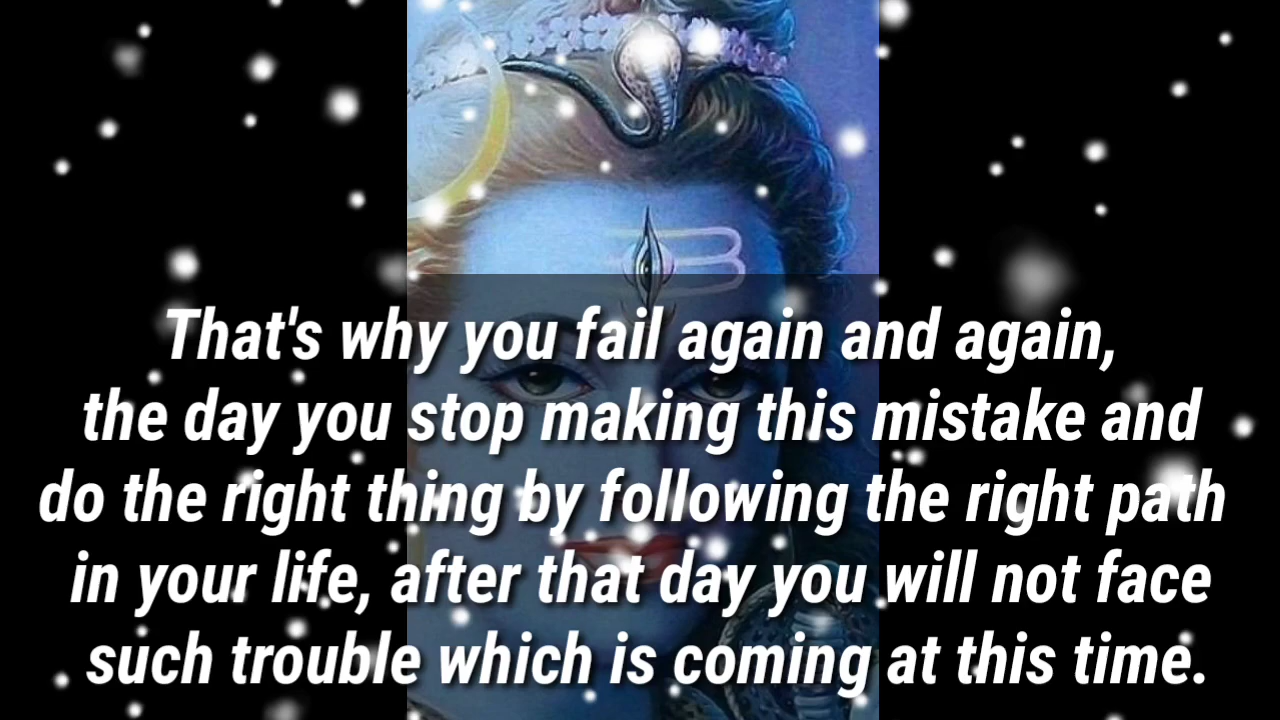 That's why you fail again and again,
the day you stop making this mistake and
do the right thing by following the right path
in your life, after that day you will not face
such trouble which is coming at this time.